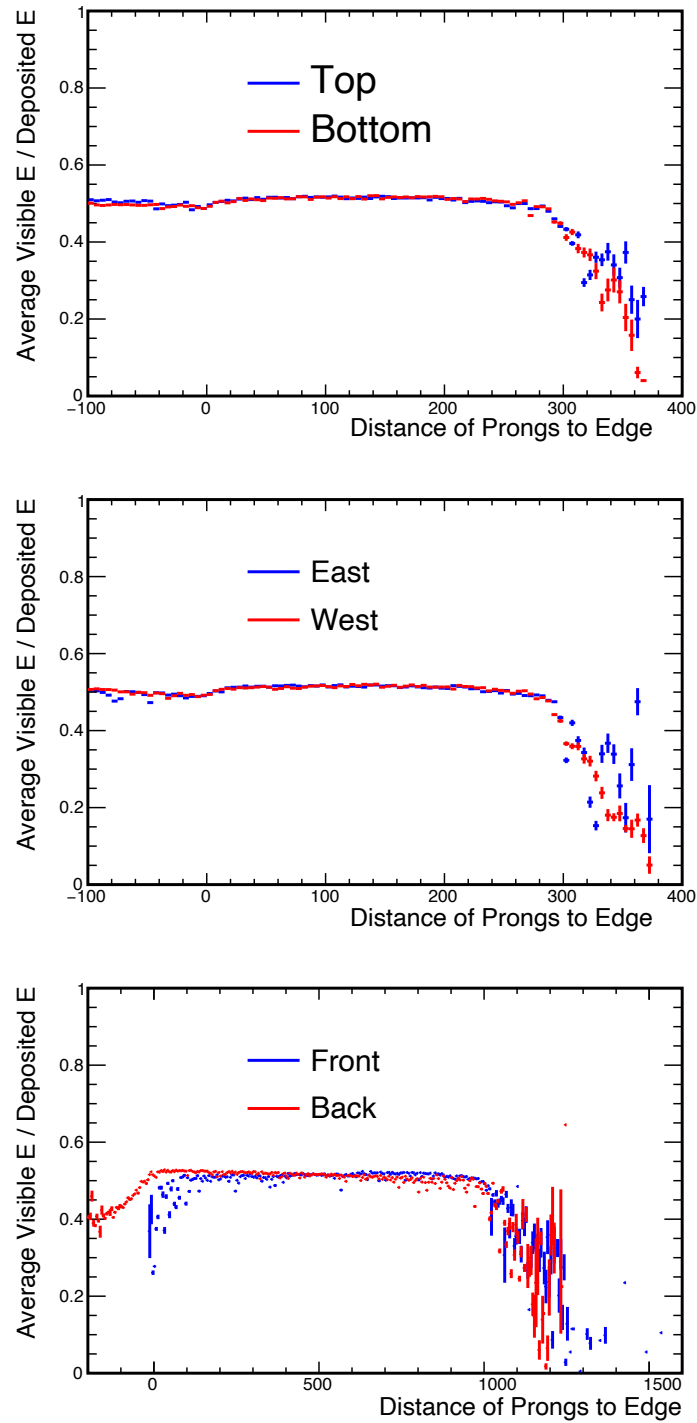 Average Visible E / Deposited E
1
0.8
0.6
0.4
0.2
0
Top
Bottom
−100 0 100 200 300 400
Distance of Prongs to Edge
Average Visible E / Deposited E
1
0.8
0.6
0.4
0.2
0
East
West
−100 0 100 200 300 400
Distance of Prongs to Edge
Average Visible E / Deposited E
1
0.8
0.6
0.4
0.2
0
Front
Back
0 500 1000 1500
Distance of Prongs to Edge